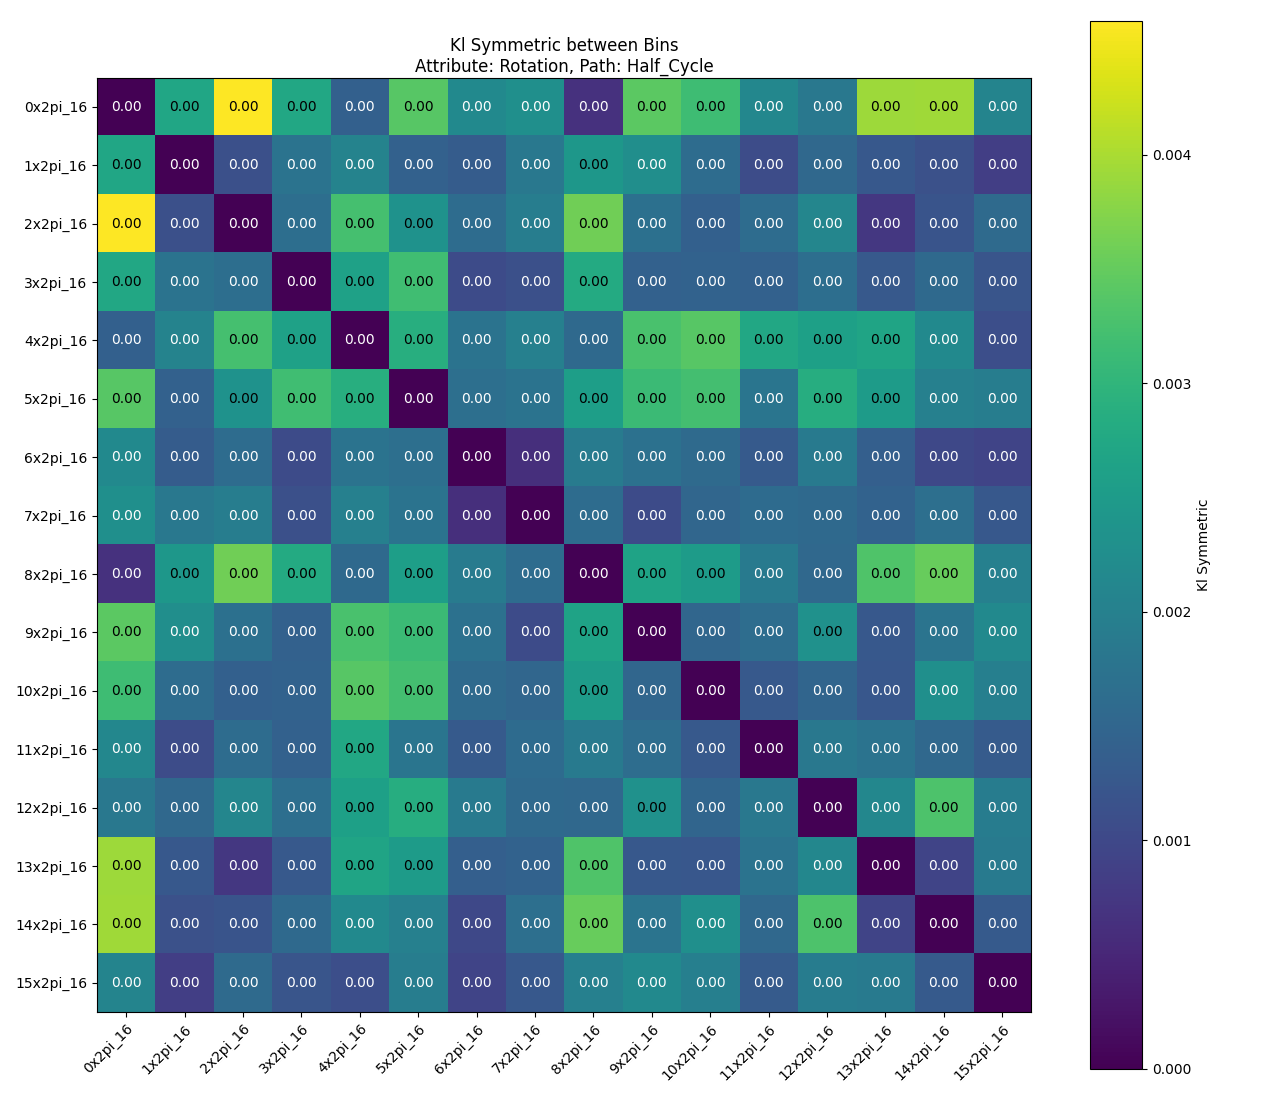 Kl Symmetric between Bins
Attribute: Rotation, Path: Half_Cycle
0x2pi_16 0.00 0.00 0.00 0.00 0.00 0.00 0.00 0.00 0.00 0.00 0.00 0.00 0.00 0.00 0.00 0.00
1x2pi_16 0.00 0.00 0.00 0.00 0.00 0.00 0.00 0.00 0.00 0.00 0.00 0.00 0.00 0.00 0.00 0.00
2x2pi_16 0.00 0.00 0.00 0.00 0.00 0.00 0.00 0.00 0.00 0.00 0.00 0.00 0.00 0.00 0.00 0.00
3x2pi_16 0.00 0.00 0.00 0.00 0.00 0.00 0.00 0.00 0.00 0.00 0.00 0.00 0.00 0.00 0.00 0.00
4x2pi_16 0.00 0.00 0.00 0.00 0.00 0.00 0.00 0.00 0.00 0.00 0.00 0.00 0.00 0.00 0.00 0.00
5x2pi_16 0.00 0.00 0.00 0.00 0.00 0.00 0.00 0.00 0.00 0.00 0.00 0.00 0.00 0.00 0.00 0.00
6x2pi_16 0.00 0.00 0.00 0.00 0.00 0.00 0.00 0.00 0.00 0.00 0.00 0.00 0.00 0.00 0.00 0.00
7x2pi_16 0.00 0.00 0.00 0.00 0.00 0.00 0.00 0.00 0.00 0.00 0.00 0.00 0.00 0.00 0.00 0.00
8x2pi_16 0.00 0.00 0.00 0.00 0.00 0.00 0.00 0.00 0.00 0.00 0.00 0.00 0.00 0.00 0.00 0.00
9x2pi_16 0.00 0.00 0.00 0.00 0.00 0.00 0.00 0.00 0.00 0.00 0.00 0.00 0.00 0.00 0.00 0.00
10x2pi_16 0.00 0.00 0.00 0.00 0.00 0.00 0.00 0.00 0.00 0.00 0.00 0.00 0.00 0.00 0.00 0.00
11x2pi_16 0.00 0.00 0.00 0.00 0.00 0.00 0.00 0.00 0.00 0.00 0.00 0.00 0.00 0.00 0.00 0.00
12x2pi_16 0.00 0.00 0.00 0.00 0.00 0.00 0.00 0.00 0.00 0.00 0.00 0.00 0.00 0.00 0.00 0.00
13x2pi_16 0.00 0.00 0.00 0.00 0.00 0.00 0.00 0.00 0.00 0.00 0.00 0.00 0.00 0.00 0.00 0.00
14x2pi_16 0.00 0.00 0.00 0.00 0.00 0.00 0.00 0.00 0.00 0.00 0.00 0.00 0.00 0.00 0.00 0.00
15x2pi_16 0.00 0.00 0.00 0.00 0.00 0.00 0.00 0.00 0.00 0.00 0.00 0.00 0.00 0.00 0.00 0.00
0x2pi_16 1x2pi_16 2x2pi_16 3x2pi_16 4x2pi_16 5x2pi_16 6x2pi_16 7x2pi_16 8x2pi_16 9x2pi_16 10x2pi_16 11x2pi_16 12x2pi_16 13x2pi_16 14x2pi_16 15x2pi_16
0.004
0.003
0.002
0.001
0.000
Kl Symmetric